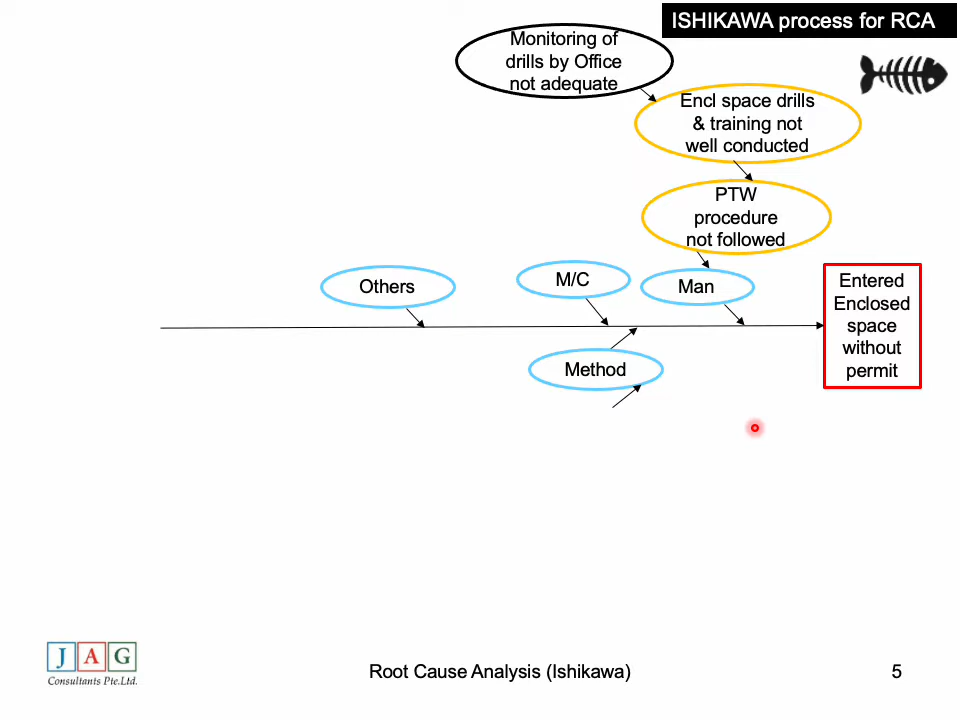 ISHIKAWA process for RCA
Monitoring of
drills by Office
not adequate
Encl space drills
& training not
well conducted
PTW
procedure
not followed
Others
M/C
Man
Entered
Enclosed
space
without
permit
Method
JAG
Consultants Pte.Ltd.
Root Cause Analysis (Ishikawa)
5